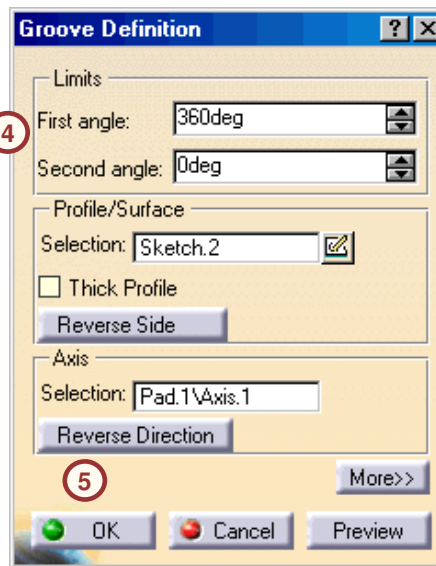 Groove Definition ? X
Limits
4
First angle: 360deg
Second angle: 0deg
Profile/Surface
Selection: Sketch.2
Thick Profile
Reverse Side
Axis
Selection: Pad.1\Axis.1
Reverse Direction
5
More>>
OK Cancel Preview